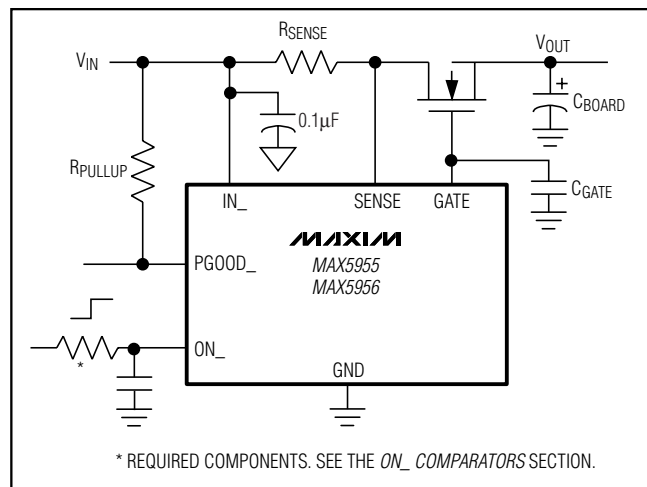 RSENSE
VIN
VOUT
+
CBOARD
0.1µF
RPULLUP
CGATE
IN_
SENSE
GATE
MAXIM
PGOOD_
MAX5955
MAX5956
ON_
*
GND
* REQUIRED COMPONENTS. SEE THE ON_ COMPARATORS SECTION.